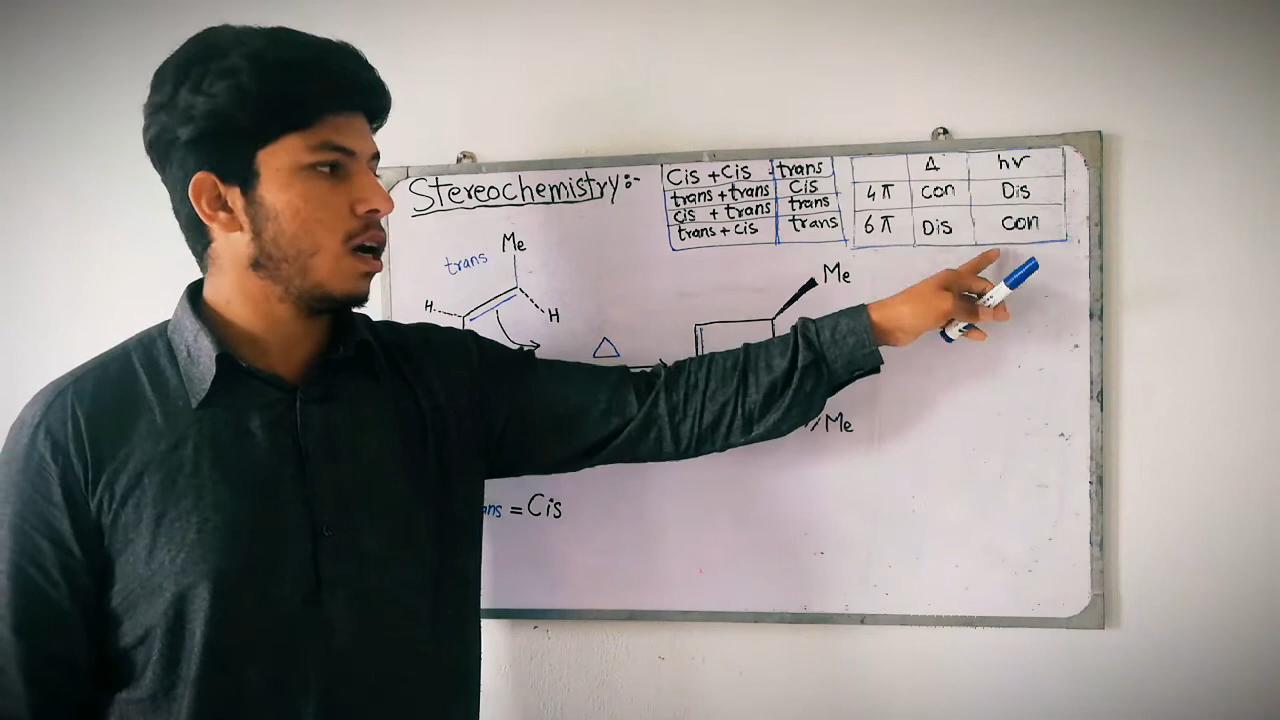 Stereochemistry:-
Cis + Cis trans
trans + trans Cis
cis + trans trans
trans + cis trans
Δ hν
4π con Dis
6π Dis con
Me
trans
H
H
Me
△
Me
= Cis